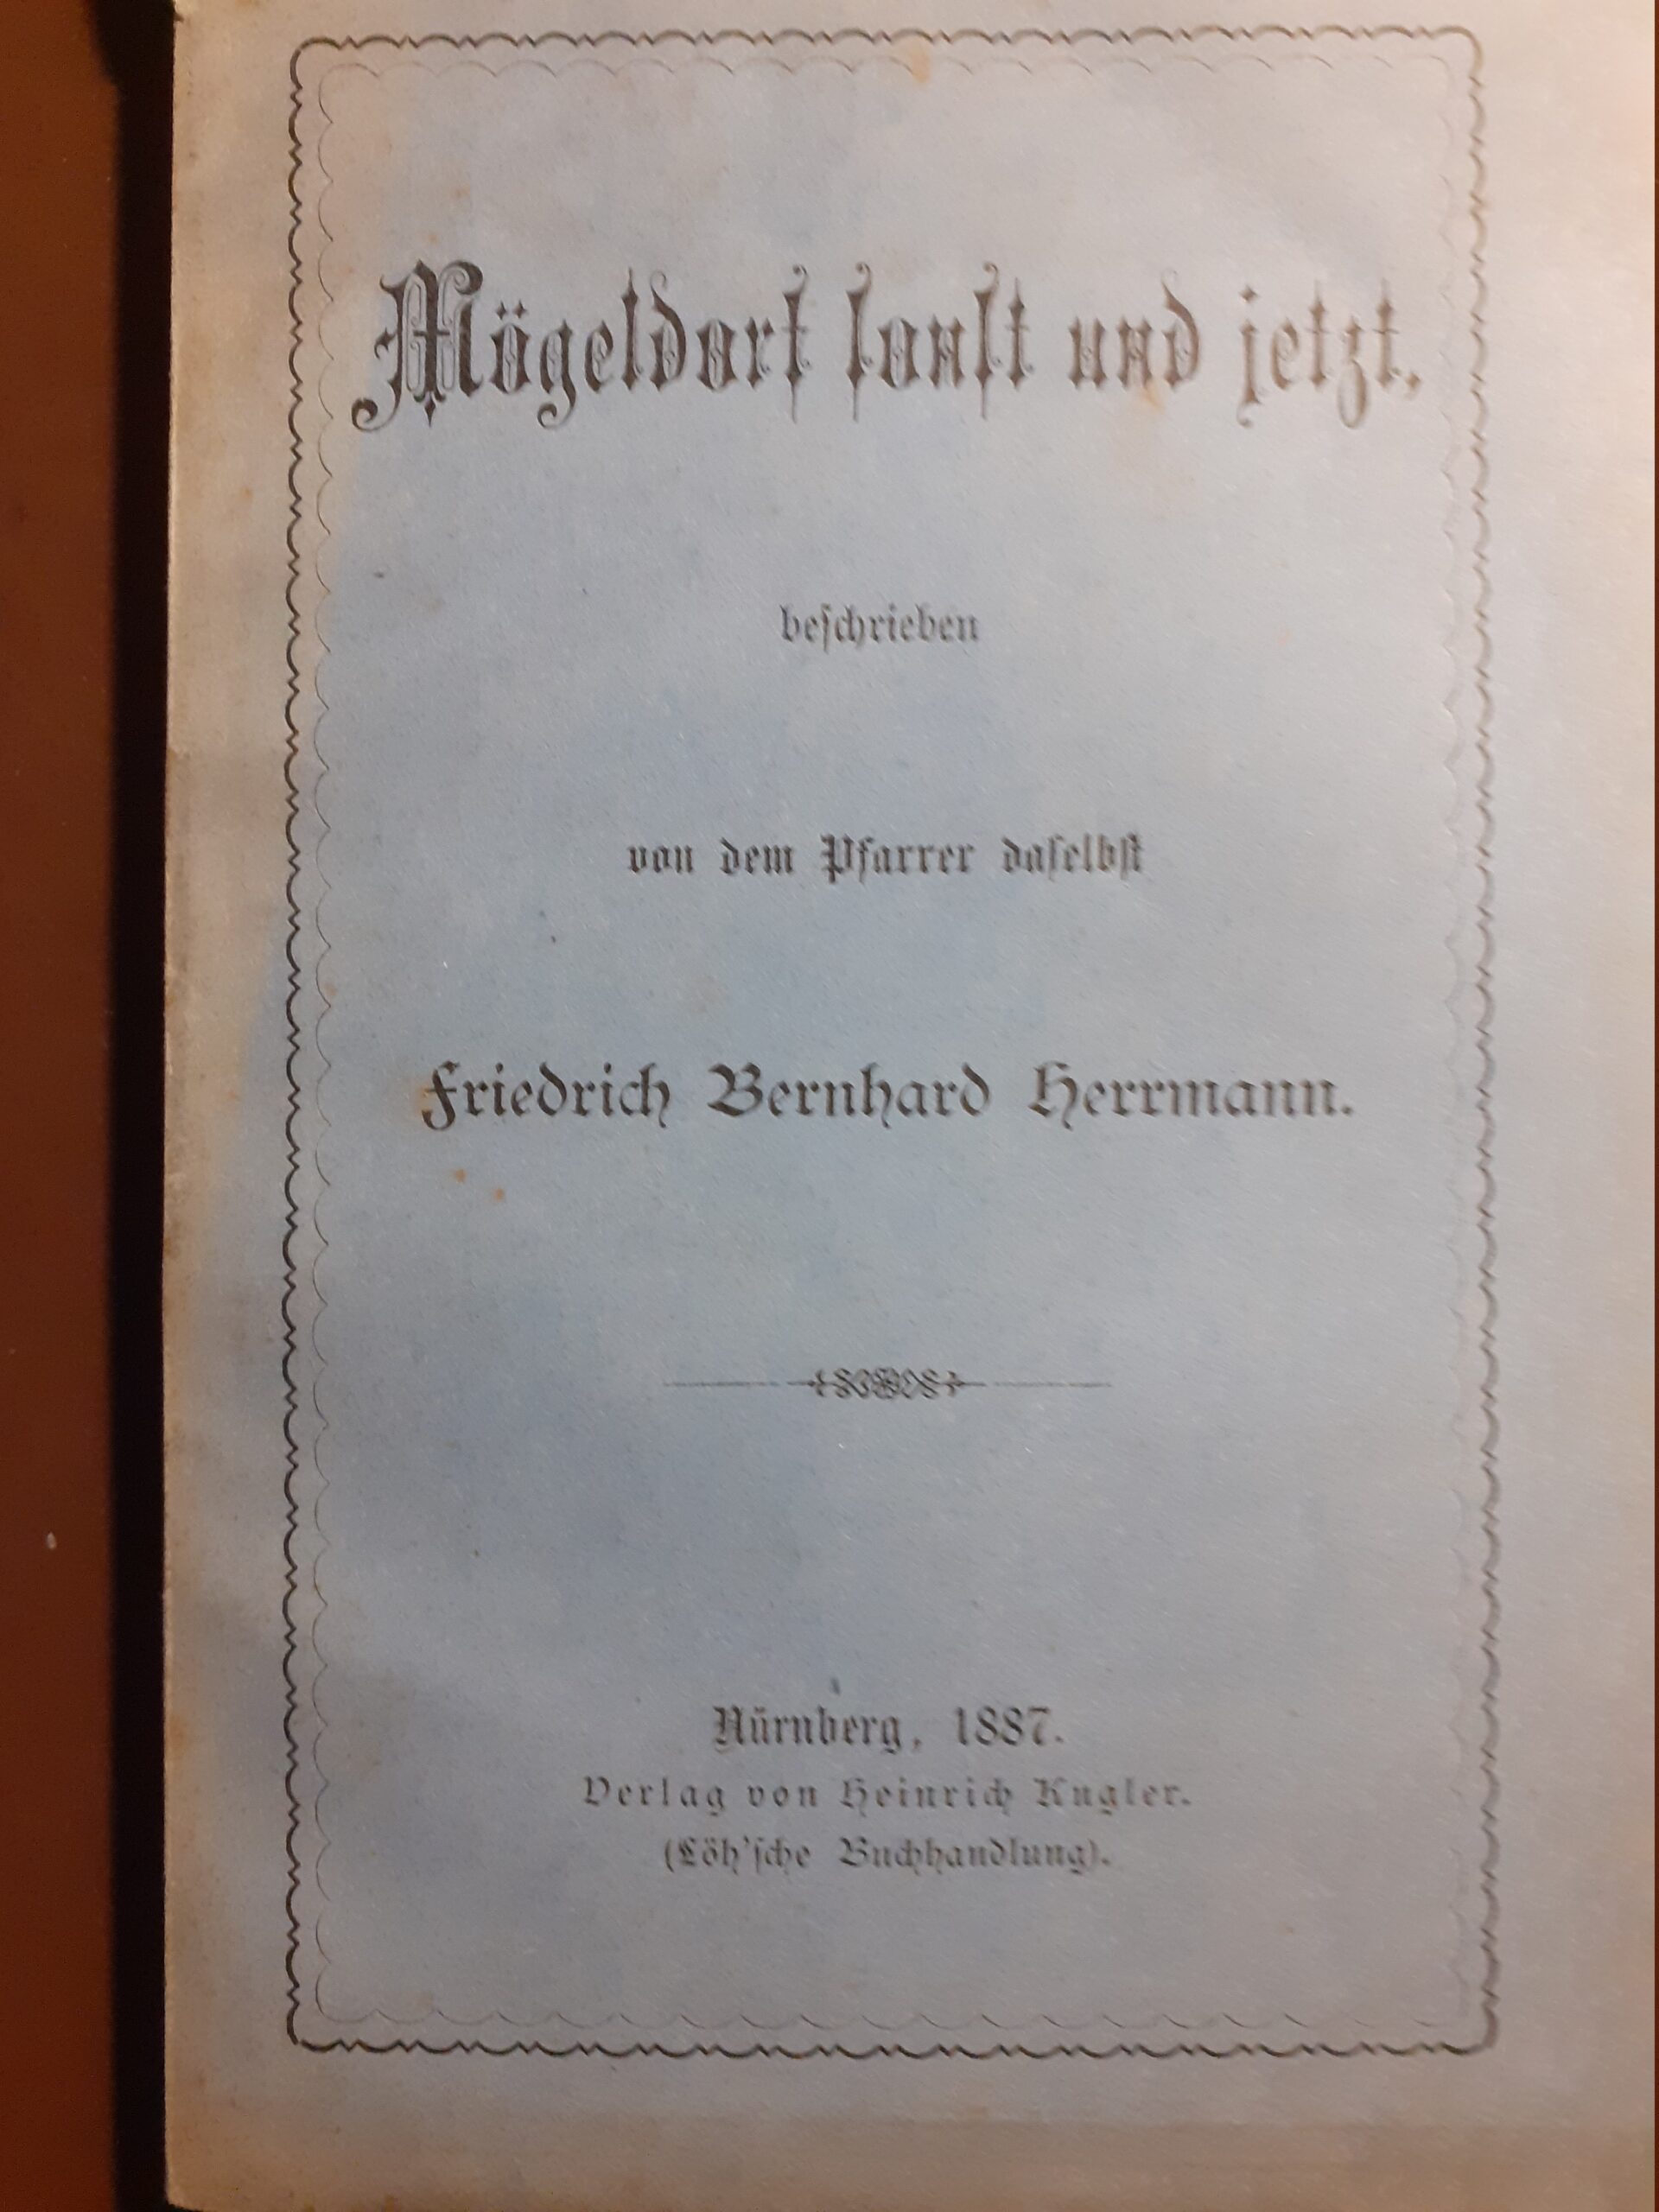 Mögeldorf ſonſt und jetzt.
beſchrieben
von dem Pfarrer daſelbſt
Friedrich Bernhard Herrmann.
Nürnberg, 1887.
Verlag von Heinrich Kugler.
(Löh'ſche Buchhandlung).